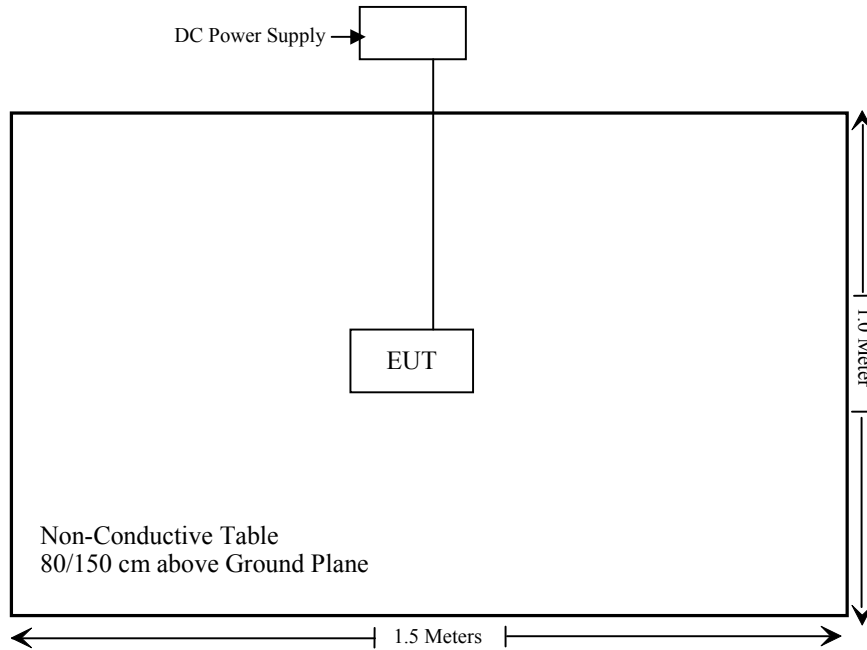 DC Power Supply
EUT
1.0 Meter
Non-Conductive Table
80/150 cm above Ground Plane
1.5 Meters